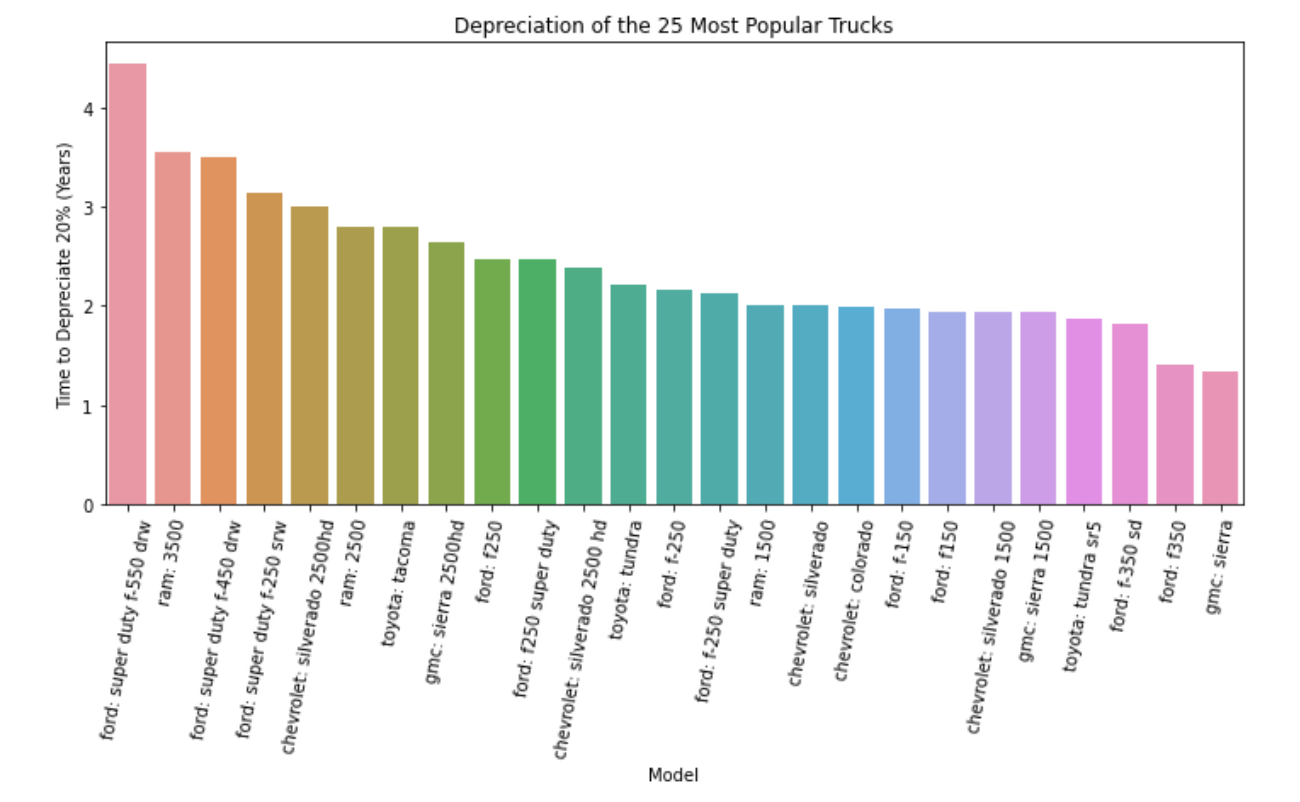 Depreciation of the 25 Most Popular Trucks
Time to Depreciate 20% (Years)
4
3
2
1
0
ford: super duty f-550 drw
ram: 3500
ford: super duty f-450 drw
ford: super duty f-250 srw
chevrolet: silverado 2500hd
ram: 2500
toyota: tacoma
gmc: sierra 2500hd
ford: f250
ford: f250 super duty
chevrolet: silverado 2500 hd
toyota: tundra
ford: f-250
ford: f-250 super duty
ram: 1500
chevrolet: silverado
chevrolet: colorado
ford: f-150
ford: f150
chevrolet: silverado 1500
gmc: sierra 1500
toyota: tundra sr5
ford: f-350 sd
ford: f350
gmc: sierra
Model